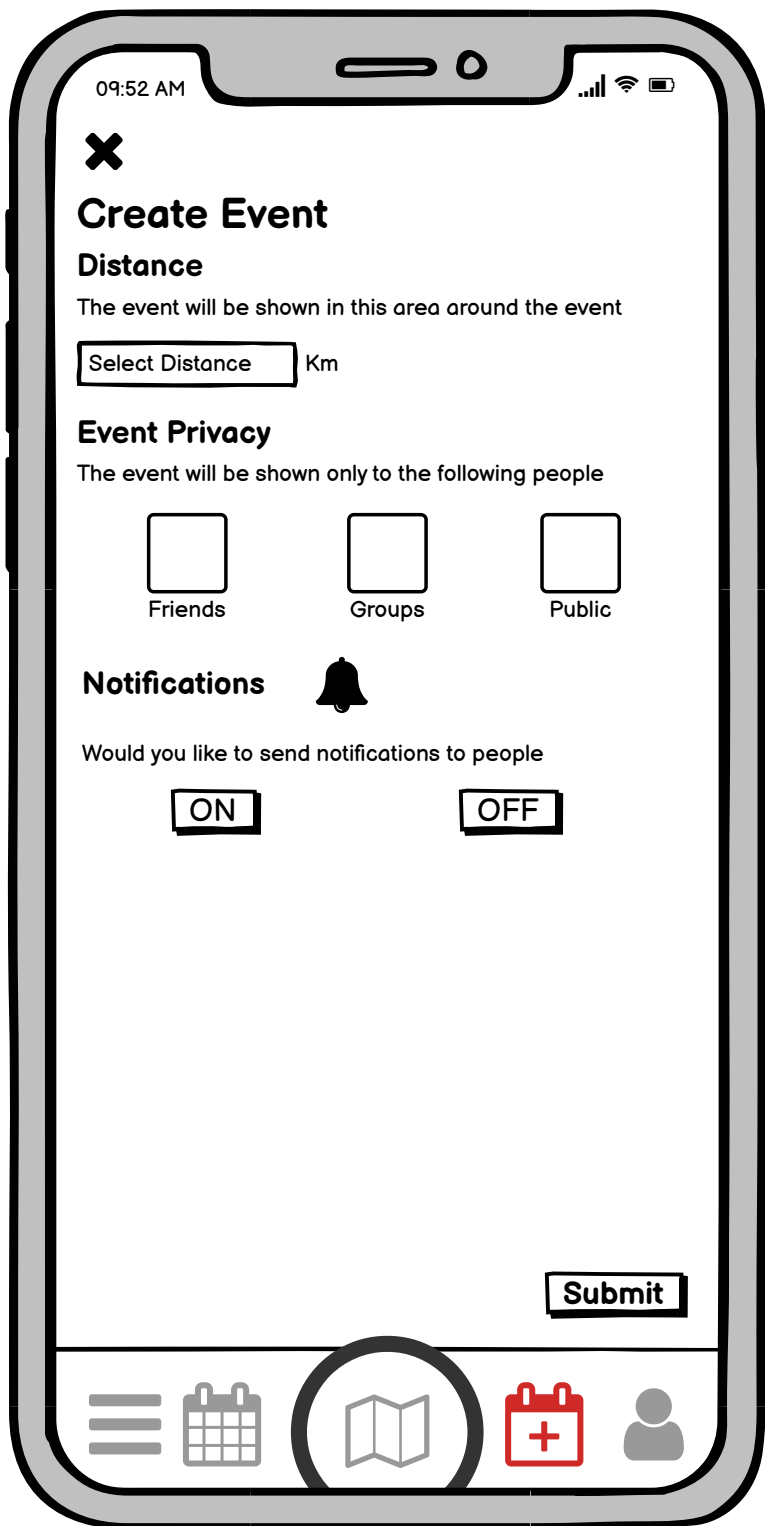 09:52 AM
Create Event
Distance
The event will be shown in this area around the event
Select Distance Km
Event Privacy
The event will be shown only to the following people
Friends Groups Public
Notifications
Would you like to send notifications to people
ON OFF
Submit